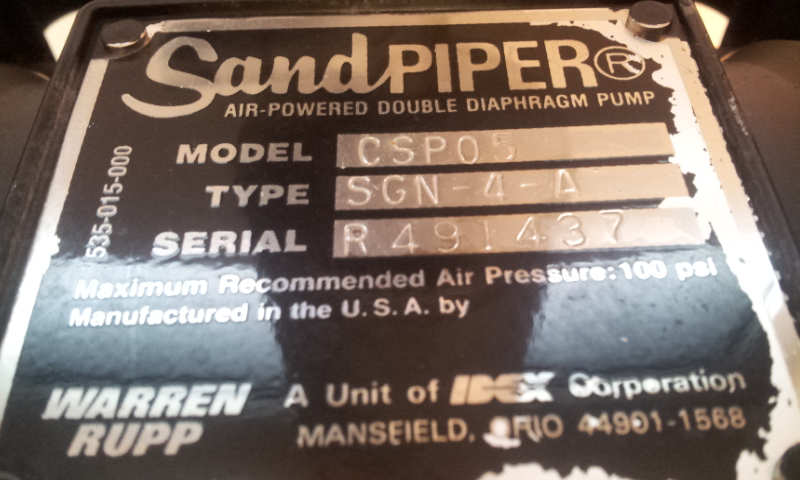 SandPIPER®
AIR-POWERED DOUBLE DIAPHRAGM PUMP
MODEL CSP05
TYPE SGN-4-A
SERIAL R491437
535-015-000
Maximum Recommended Air Pressure: 100 psi
Manufactured in the U.S.A. by
WARREN RUPP
A Unit of IDEX Corporation
MANSFIELD, OHIO 44901-1568